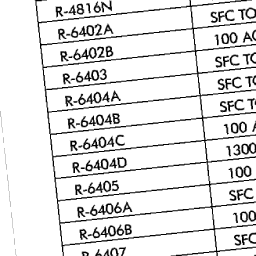 R-4816N
R-6402A SFC TO
R-6402B 100 AG
R-6403 SFC TO
R-6404A SFC TO
R-6404B SFC TO
R-6404C 100 A
R-6404D 1300
R-6405 100
R-6406A SFC
R-6406B 100
R-6407 SFC